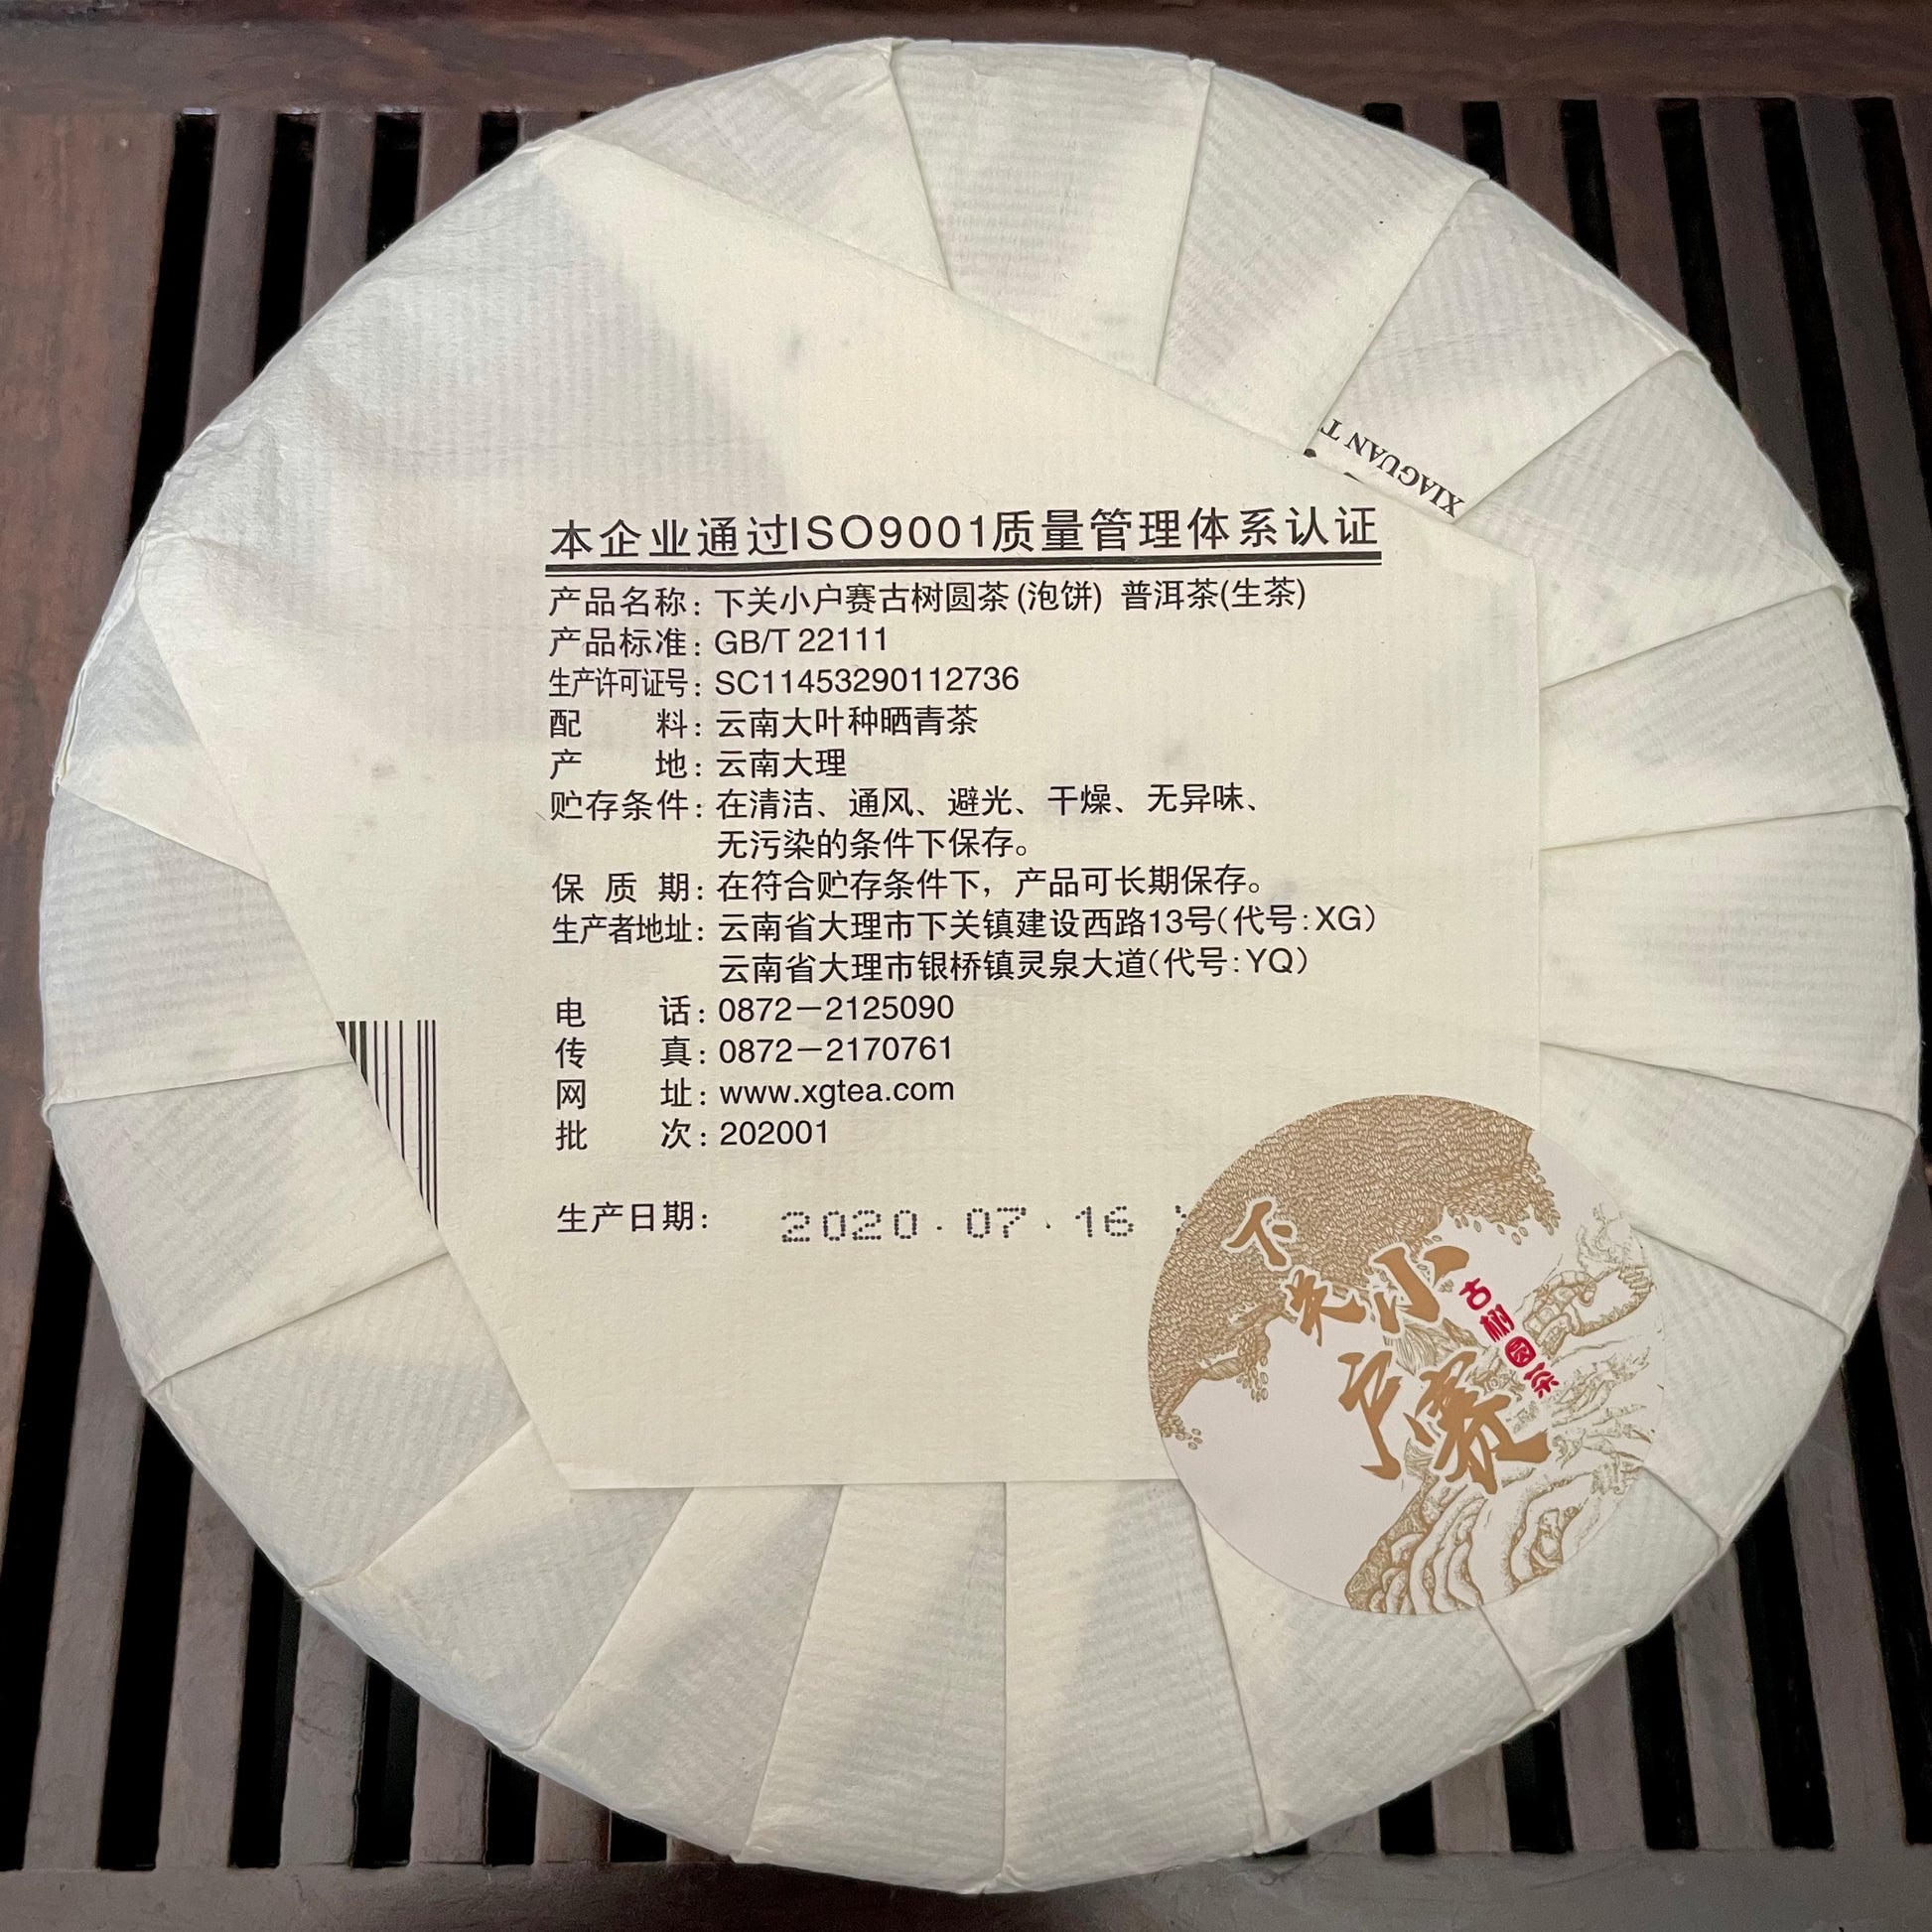 XIAGUAN T
本企业通过ISO9001质量管理体系认证
产品名称：下关小户赛古树圆茶(泡饼) 普洱茶(生茶)
产品标准：GB/T 22111
生产许可证号：SC11453290112736
配料：云南大叶种晒青茶
产地：云南大理
贮存条件：在清洁、通风、避光、干燥、无异味、
无污染的条件下保存。
保质期：在符合贮存条件下，产品可长期保存。
生产者地址：云南省大理市下关镇建设西路13号(代号:XG)
云南省大理市银桥镇灵泉大道(代号:YQ)
电话：0872－2125090
传真：0872－2170761
网址：www.xgtea.com
批次：202001
生产日期：2020.07.16
下关
小户赛
古树圆茶